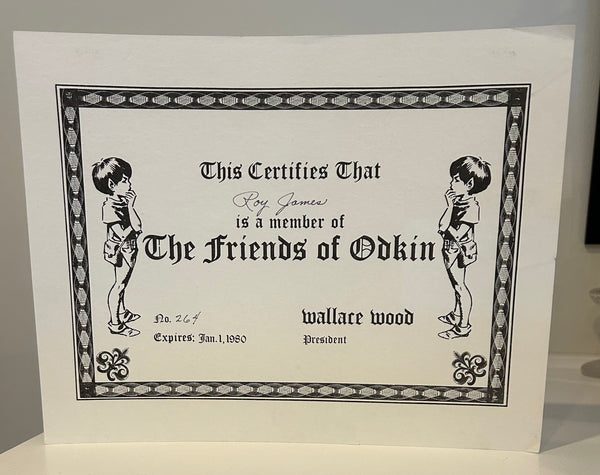 This Certifies That
Roy James
is a member of
The Friends of Odkin
No. 264
wallace wood
Expires: Jan. 1, 1980
President